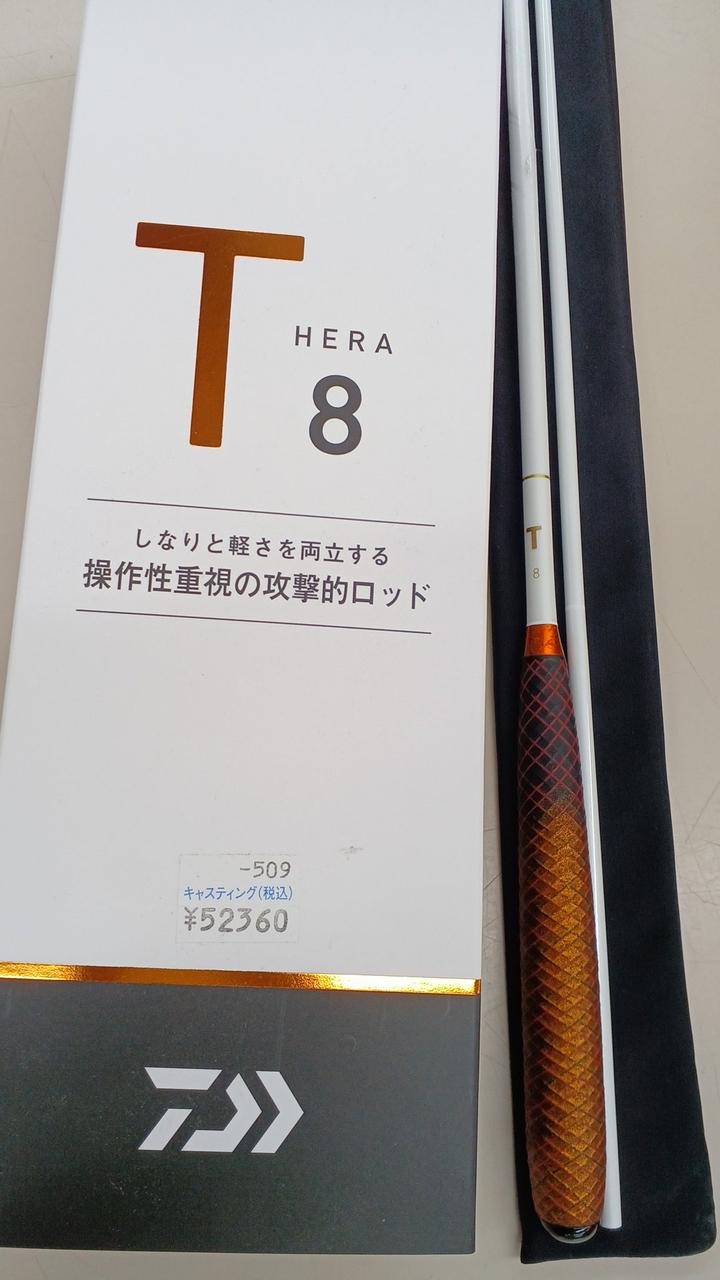 T
HERA
8
しなりと軽さを両立する
操作性重視の攻撃的ロッド
-509
キャスティング(税込)
¥52360
T
8